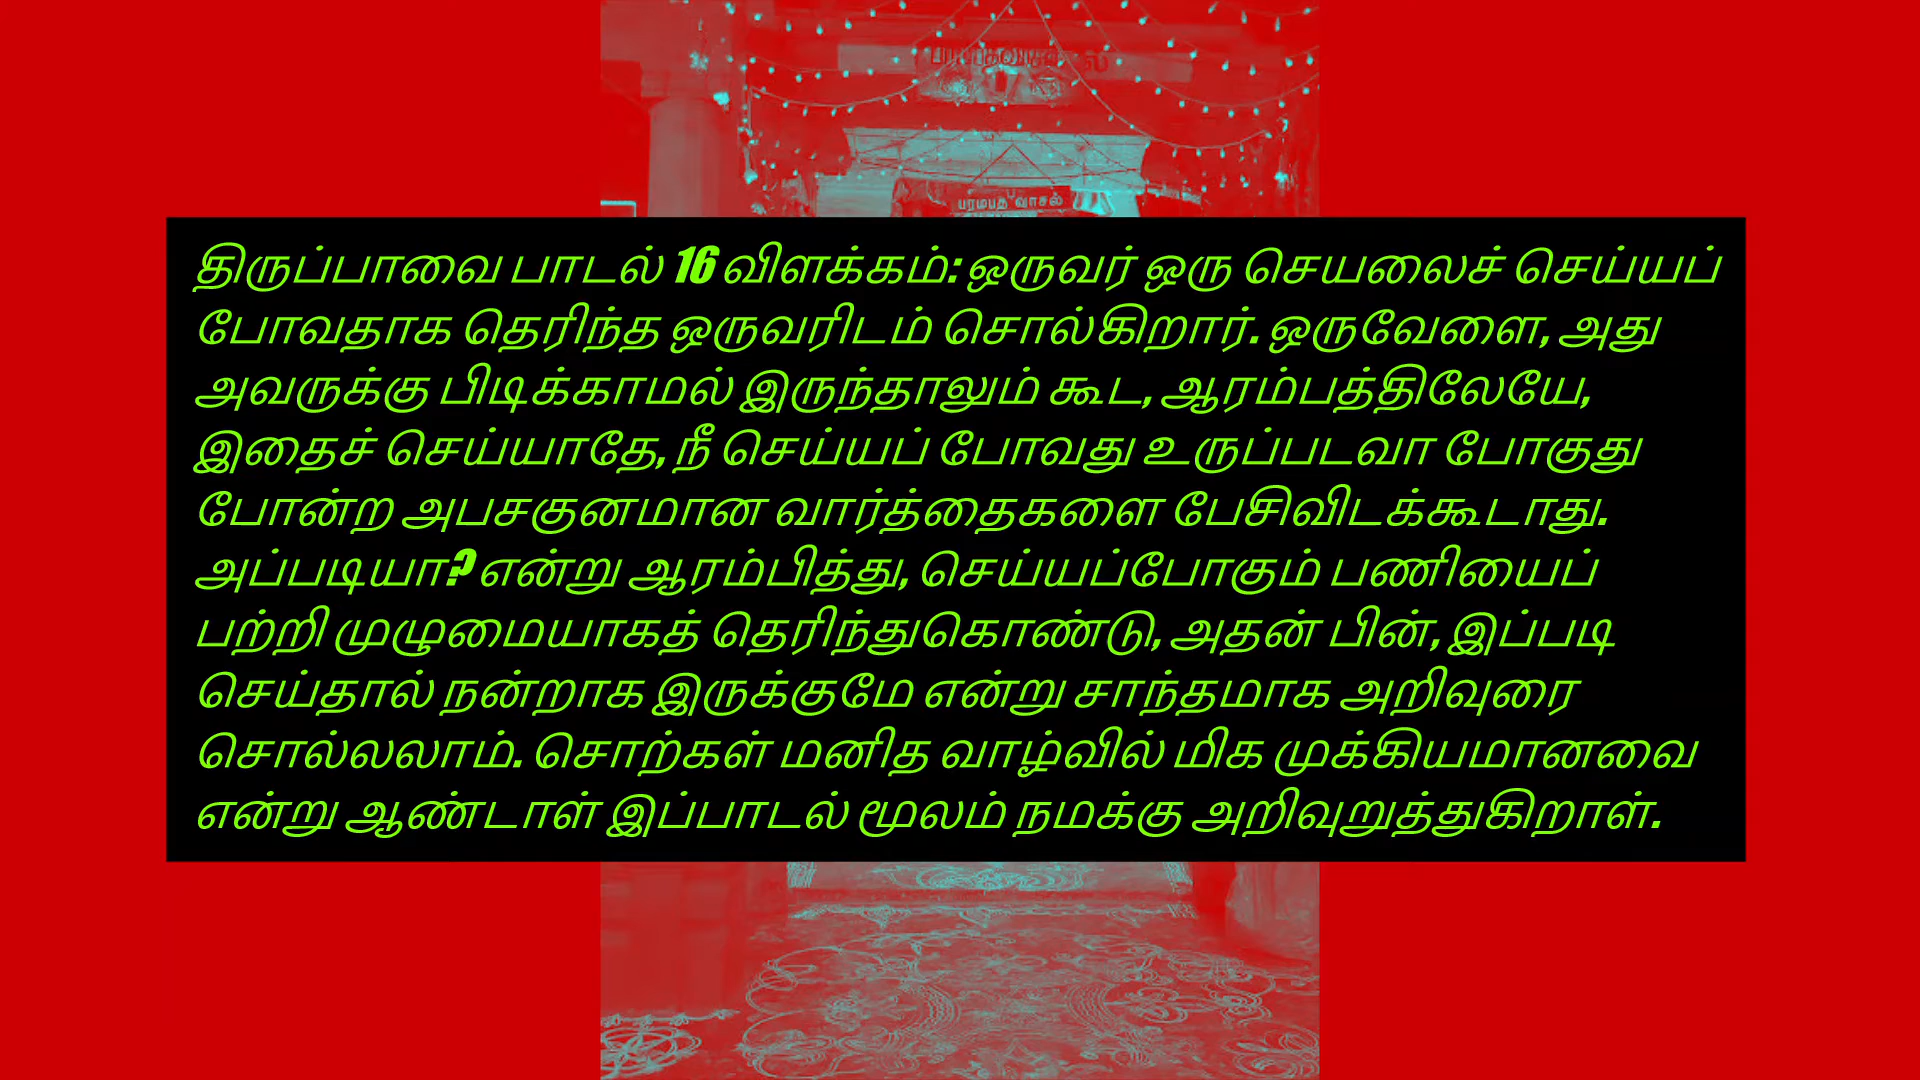 பரமபத வாசல்
திருப்பாவை பாடல் 16 விளக்கம்: ஒருவர் ஒரு செயலைச் செய்யப்
போவதாக தெரிந்த ஒருவரிடம் சொல்கிறார். ஒருவேளை, அது
அவருக்கு பிடிக்காமல் இருந்தாலும் கூட, ஆரம்பத்திலேயே,
இதைச் செய்யாதே, நீ செய்யப் போவது உருப்படவா போகுது
போன்ற அபசகுனமான வார்த்தைகளை பேசிவிடக்கூடாது.
அப்படியா? என்று ஆரம்பித்து, செய்யப்போகும் பணியைப்
பற்றி முழுமையாகத் தெரிந்துகொண்டு, அதன் பின், இப்படி
செய்தால் நன்றாக இருக்குமே என்று சாந்தமாக அறிவுரை
சொல்லலாம். சொற்கள் மனித வாழ்வில் மிக முக்கியமானவை
என்று ஆண்டாள் இப்பாடல் மூலம் நமக்கு அறிவுறுத்துகிறாள்.